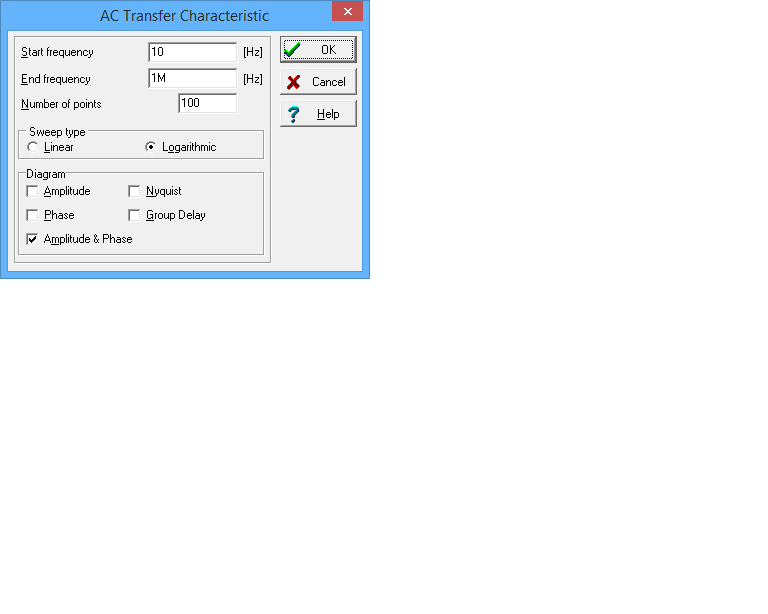 AC Transfer Characteristic
Start frequency 10 [Hz] OK
End frequency 1M [Hz] Cancel
Number of points 100 Help
Sweep type
Linear Logarithmic
Diagram
Amplitude Nyquist
Phase Group Delay
Amplitude & Phase